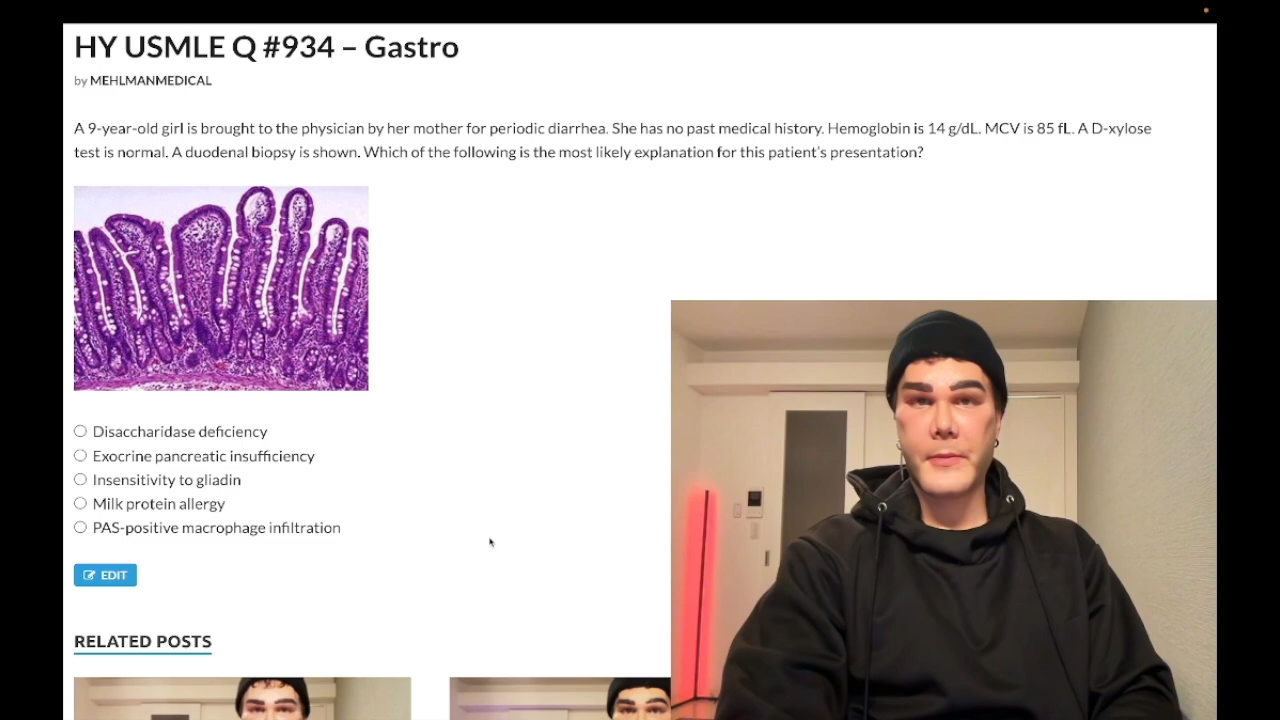 HY USMLE Q #934 – Gastro
by MEHLMANMEDICAL
A 9-year-old girl is brought to the physician by her mother for periodic diarrhea. She has no past medical history. Hemoglobin is 14 g/dL. MCV is 85 fL. A D-xylose
test is normal. A duodenal biopsy is shown. Which of the following is the most likely explanation for this patient's presentation?
Disaccharidase deficiency
Exocrine pancreatic insufficiency
Insensitivity to gliadin
Milk protein allergy
PAS-positive macrophage infiltration
EDIT
RELATED POSTS